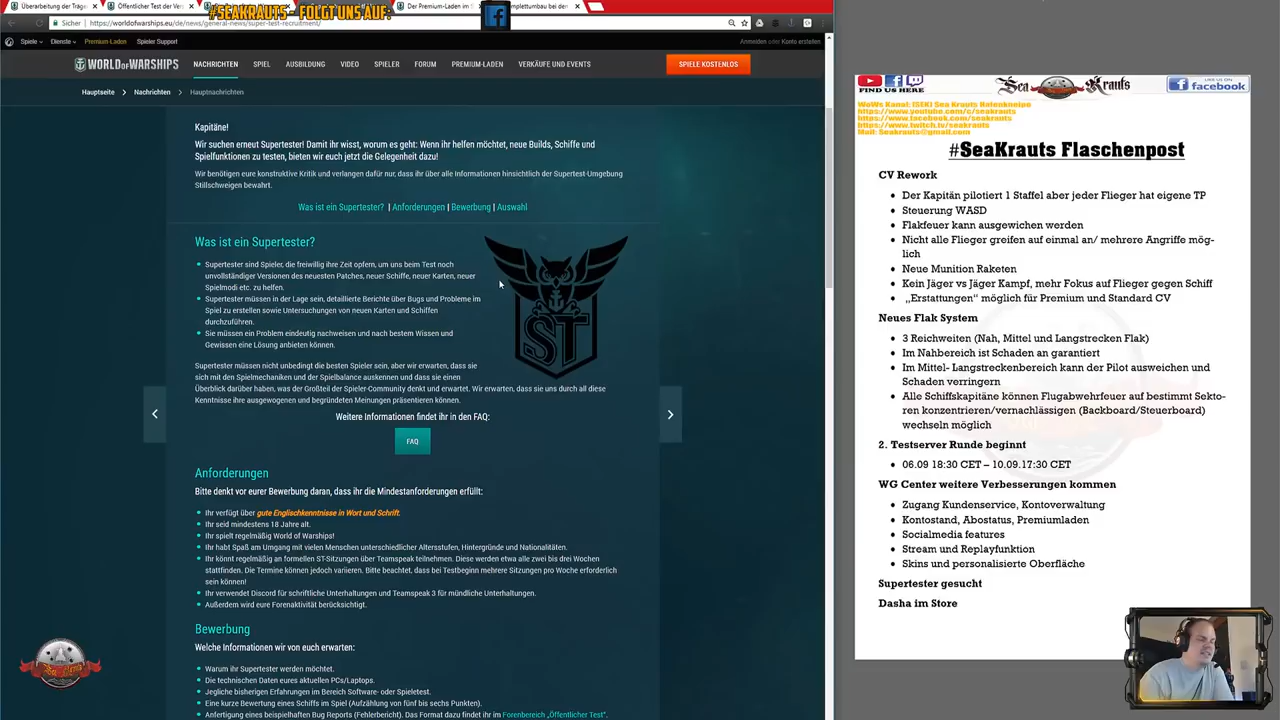 Überarbeitung der Träger
Öffentlicher Test der Ver
#SEAKRAUTS - FOLGT UNS AUF:
Der Premium-Laden im S
mplettumbau bei den
Sicher
https://worldofwarships.eu/de/news/general-news/super-test-recruitment/
Spiele
Dienste
Premium-Laden
Spieler Support
Anmelden oder Konto erstellen
WORLD OF WARSHIPS
NACHRICHTEN
SPIEL
AUSBILDUNG
VIDEO
SPIELER
FORUM
PREMIUM-LADEN
VERKÄUFE UND EVENTS
SPIELE KOSTENLOS
Hauptseite > Nachrichten > Hauptnachrichten
Kapitäne!
Wir suchen erneut Supertester! Damit ihr wisst, worum es geht: Wenn ihr helfen möchtet, neue Builds, Schiffe und
Spielfunktionen zu testen, bieten wir euch jetzt die Gelegenheit dazu!
Wir benötigen eure konstruktive Kritik und verlangen dafür nur, dass ihr über alle Informationen hinsichtlich der Supertest-Umgebung
Stillschweigen bewahrt.
Was ist ein Supertester? | Anforderungen | Bewerbung | Auswahl
Was ist ein Supertester?
Supertester sind Spieler, die freiwillig ihre Zeit opfern, um uns beim Test noch
unvollständiger Versionen des neuesten Patches, neuer Schiffe, neuer Karten, neuer
Spielmodi etc. zu helfen.
Supertester müssen in der Lage sein, detaillierte Berichte über Bugs und Probleme im
Spiel zu erstellen sowie Untersuchungen von neuen Karten und Schiffen
durchzuführen.
Sie müssen ein Problem eindeutig nachweisen und nach bestem Wissen und
Gewissen eine Lösung anbieten können.
ST
Supertester müssen nicht unbedingt die besten Spieler sein, aber wir erwarten, dass sie
sich mit den Spielmechaniken und der Spielbalance auskennen und dass sie einen
Überblick darüber haben, was der Großteil der Spieler-Community denkt und erwartet. Wir erwarten, dass sie uns durch all diese
Kenntnisse ihre ausgewogenen und begründeten Meinungen präsentieren können.
Weitere Informationen findet ihr in den FAQ:
FAQ
Anforderungen
Bitte denkt vor eurer Bewerbung daran, dass ihr die Mindestanforderungen erfüllt:
Ihr verfügt über gute Englischkenntnisse in Wort und Schrift.
Ihr seid mindestens 18 Jahre alt.
Ihr spielt regelmäßig World of Warships!
Ihr habt Spaß am Umgang mit vielen Menschen unterschiedlicher Altersstufen, Hintergründe und Nationalitäten.
Ihr könnt regelmäßig an formellen ST-Sitzungen über Teamspeak teilnehmen. Diese werden etwa alle zwei bis drei Wochen
stattfinden. Die Termine können jedoch variieren. Bitte beachtet, dass bei Testbeginn mehrere Sitzungen pro Woche erforderlich
sein können!
Ihr verwendet Discord für schriftliche Unterhaltungen und Teamspeak 3 für mündliche Unterhaltungen.
Außerdem wird eure Forenaktivität berücksichtigt.
Bewerbung
Welche Informationen wir von euch erwarten:
Warum ihr Supertester werden möchtet.
Die technischen Daten eures aktuellen PCs/Laptops.
Jegliche bisherigen Erfahrungen im Bereich Software- oder Spieletest.
Eine kurze Bewertung eines Schiffs im Spiel (Aufzählung von fünf bis sechs Punkten).
Anfertigung eines beispielhaften Bug Reports (Fehlerbericht). Das Format dazu findet ihr im Forenbereich „Öffentlicher Test“.
FIND US HERE
Sea Krauts
LIKE US ON
facebook
WoWs Kanal: [SEK] Sea Krauts Hafenkneipe
https://www.youtube.com/c/seakrauts
https://www.facebook.com/seakrauts
https://www.twitch.tv/seakrauts
Mail: Seakrauts@gmail.com
#SeaKrauts Flaschenpost
CV Rework
Der Kapitän pilotiert 1 Staffel aber jeder Flieger hat eigene TP
Steuerung WASD
Flakfeuer kann ausgewichen werden
Nicht alle Flieger greifen auf einmal an/ mehrere Angriffe mög-
lich
Neue Munition Raketen
Kein Jäger vs Jäger Kampf, mehr Fokus auf Flieger gegen Schiff
„Erstattungen“ möglich für Premium und Standard CV
Neues Flak System
3 Reichweiten (Nah, Mittel und Langstrecken Flak)
Im Nahbereich ist Schaden an garantiert
Im Mittel- Langstreckenbereich kann der Pilot ausweichen und
Schaden verringern
Alle Schiffskapitäne können Flugabwehrfeuer auf bestimmt Sekto-
ren konzentrieren/vernachlässigen (Backboard/Steuerboard)
wechseln möglich
2. Testserver Runde beginnt
06.09 18:30 CET – 10.09.17:30 CET
WG Center weitere Verbesserungen kommen
Zugang Kundenservice, Kontoverwaltung
Kontostand, Abostatus, Premiumladen
Socialmedia features
Stream und Replayfunktion
Skins und personalisierte Oberfläche
Supertester gesucht
Dasha im Store